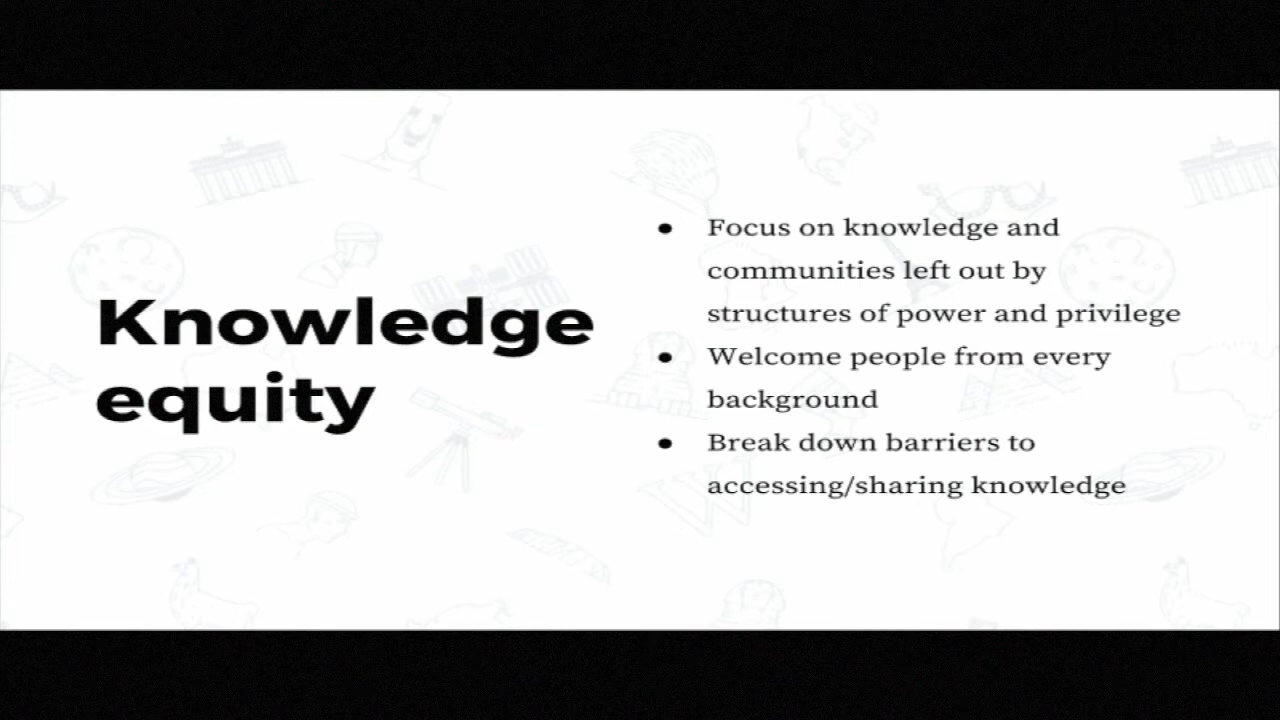 Knowledge
equity
● Focus on knowledge and
communities left out by
structures of power and privilege
● Welcome people from every
background
● Break down barriers to
accessing/sharing knowledge